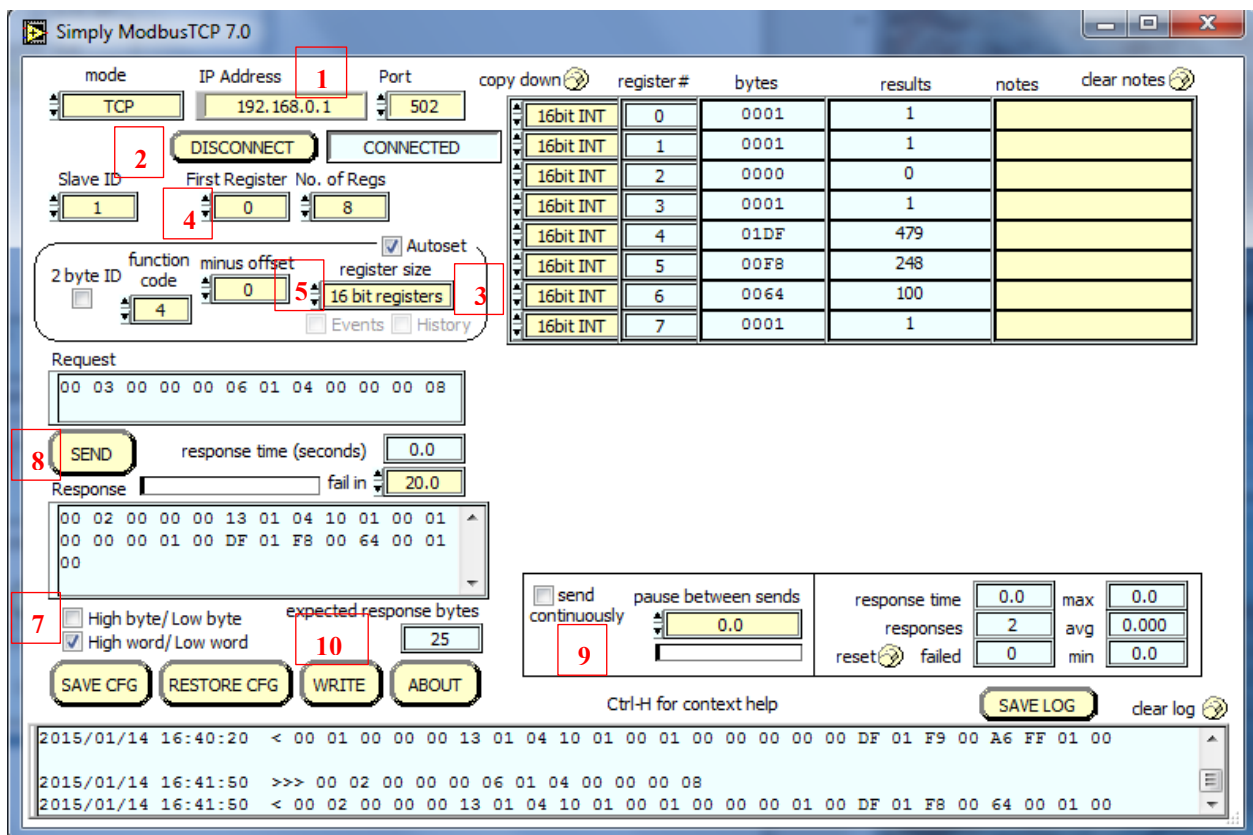 Simply ModbusTCP 7.0
mode IP Address 1 Port
TCP 192.168.0.1 502
2 DISCONNECT CONNECTED
Slave ID First Register No. of Regs
1 4 0 8
Autoset
2 byte ID function code minus offset register size
4 0 5 16 bit registers 3
Events History
copy down register# bytes results notes clear notes
16bit INT 0 0001 1
16bit INT 1 0001 1
16bit INT 2 0000 0
16bit INT 3 0001 1
16bit INT 4 01DF 479
16bit INT 5 00F8 248
16bit INT 6 0064 100
16bit INT 7 0001 1
Request
00 03 00 00 00 06 01 04 00 00 00 08
8 SEND response time (seconds) 0.0
Response fail in 20.0
00 02 00 00 00 13 01 04 10 01 00 01
00 00 00 01 00 DF 01 F8 00 64 00 01
00
7 High byte/Low byte expected response bytes
High word/Low word 10 25
SAVE CFG RESTORE CFG WRITE ABOUT
send continuously pause between sends
0.0
9
response time 0.0 max 0.0
responses 2 avg 0.000
reset failed 0 min 0.0
Ctrl-H for context help SAVE LOG clear log
2015/01/14 16:40:20 < 00 01 00 00 00 13 01 04 10 01 00 01 00 00 00 00 00 DF 01 F9 00 A6 FF 01 00
2015/01/14 16:41:50 >>> 00 02 00 00 00 06 01 04 00 00 00 08
2015/01/14 16:41:50 < 00 02 00 00 00 13 01 04 10 01 00 01 00 00 00 01 00 DF 01 F8 00 64 00 01 00